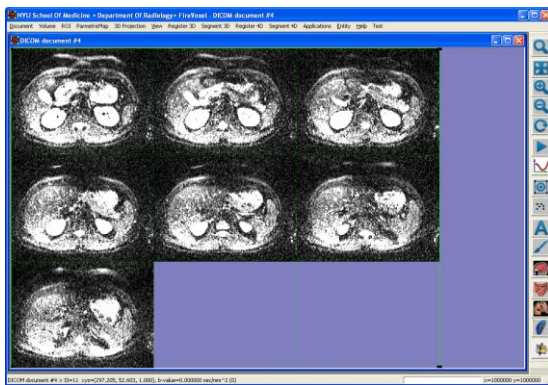 NYU School Of Medicine > Department Of Radiology> FireVoxel - DICOM document #4
Document Volume ROI ParametricMap 3D Projection View Register 3D Segment 3D Register 4D Segment 4D Applications Entity Help Test
DICOM document #4
A
DICOM document #4 > SI=11 xyz=(297.205, 52.603, 1.000), b-value=0.000000 sec/mm^2 (0)
x=1000000 y=1000000